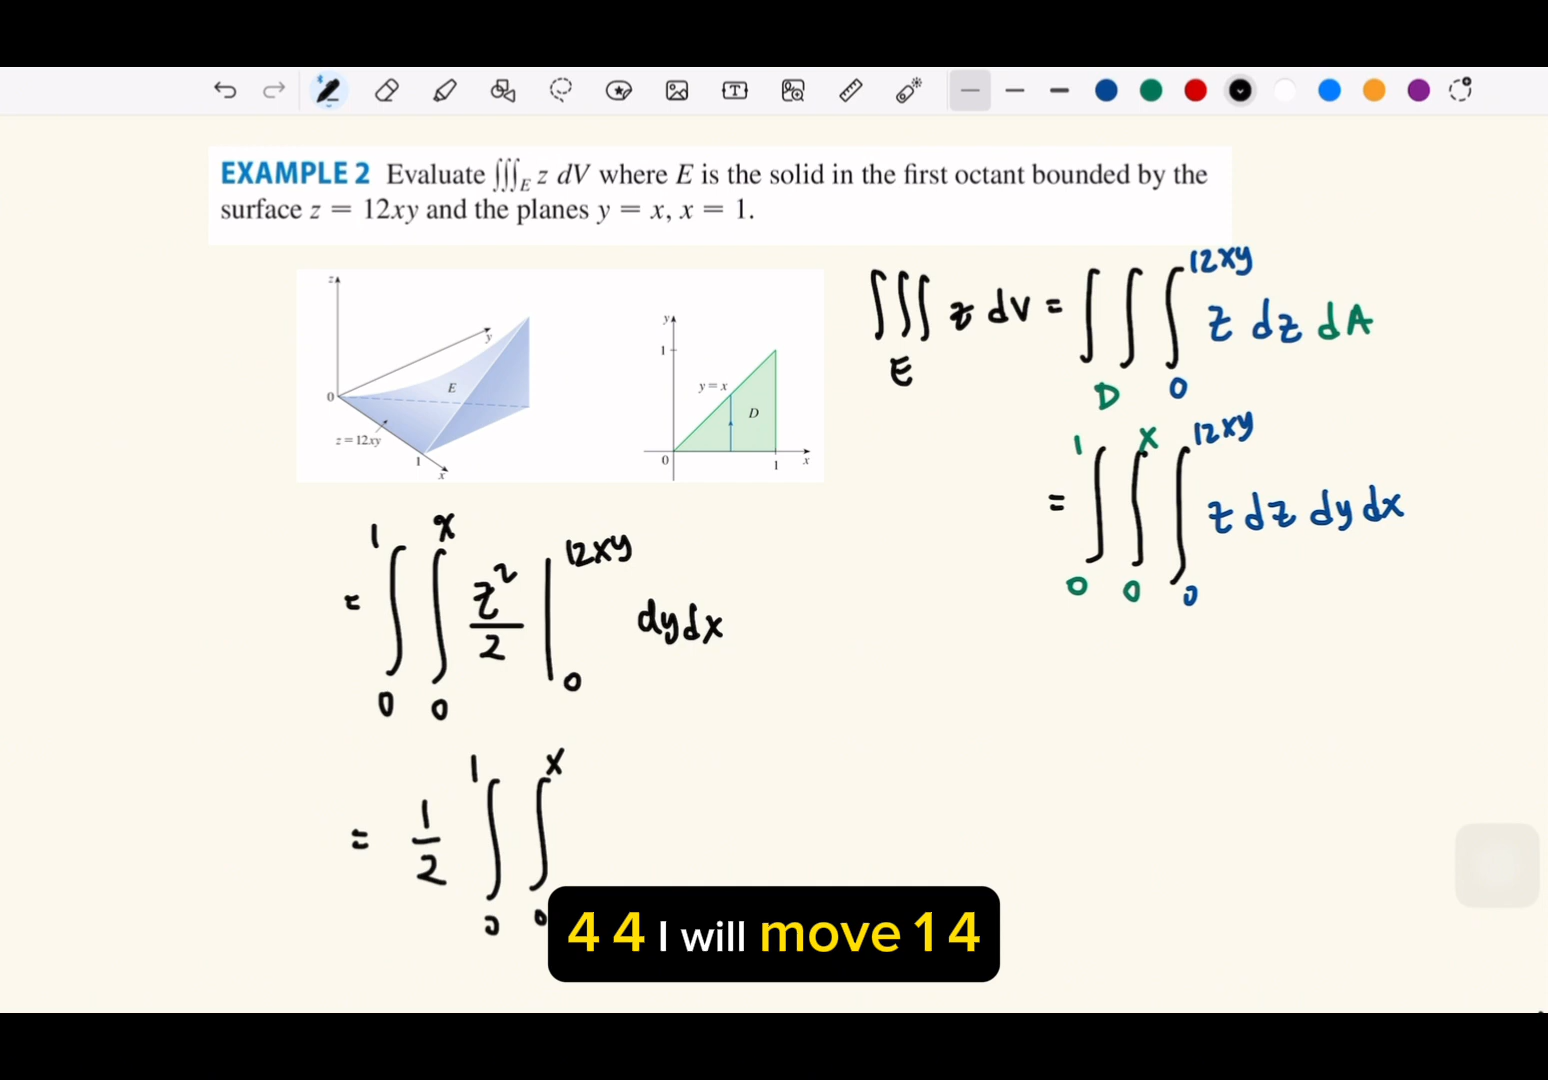 EXAMPLE 2 Evaluate ∭_E z dV where E is the solid in the first octant bounded by the
surface z = 12xy and the planes y = x, x = 1.
z
y
E
0
z = 12xy
1
x
y
1
y = x
D
0
1
x
∭_E z dV = ∬_D ∫_0^{12xy} z dz dA
= ∫_0^1 ∫_0^x ∫_0^{12xy} z dz dy dx
= ∫_0^1 ∫_0^x z²/2 |_0^{12xy} dy dx
= 1/2 ∫_0^1 ∫_0^x
4 4 I will move 1 4